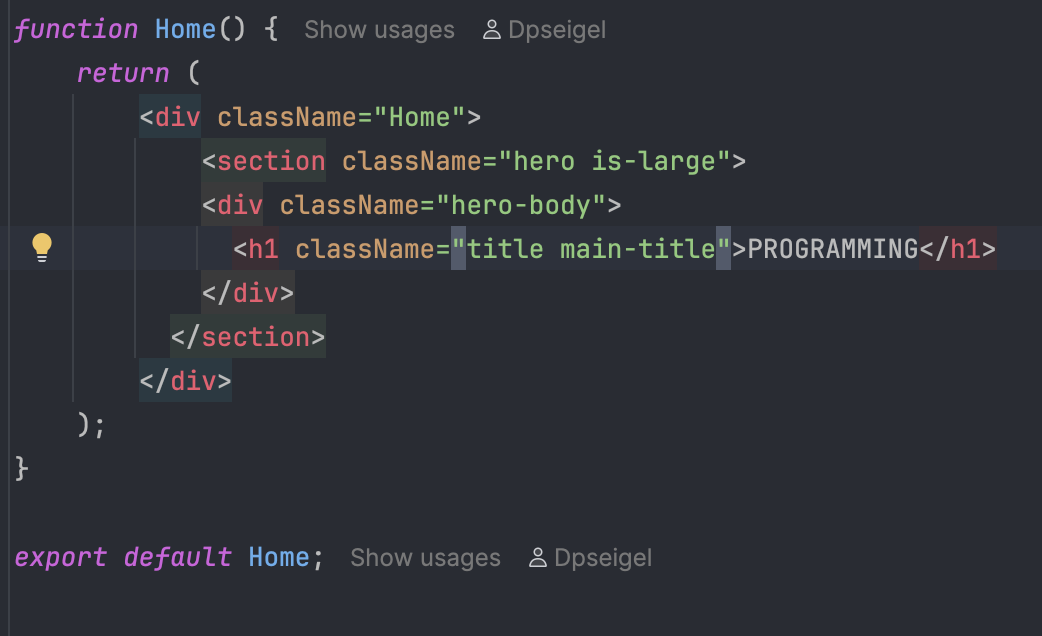 function Home() {  Show usages  Dpseigel
    return (
        <div className="Home">
            <section className="hero is-large">
            <div className="hero-body">
              <h1 className="title main-title">PROGRAMMING</h1>
            </div>
          </section>
        </div>
    );
}
export default Home;  Show usages  Dpseigel